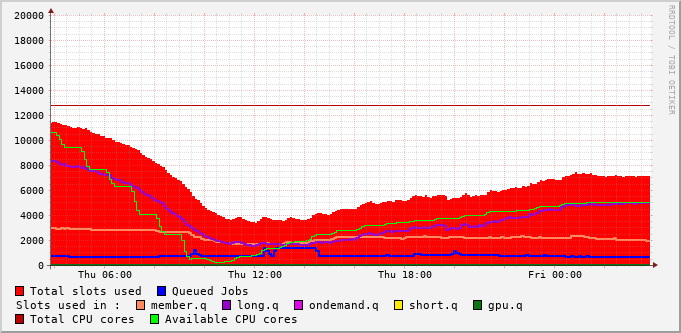 20000
18000
16000
14000
12000
10000
8000
6000
4000
2000
0
Thu 06:00 Thu 12:00 Thu 18:00 Fri 00:00
RRDTOOL / TOBI OETIKER
Total slots used Queued Jobs
Slots used in : member.q long.q ondemand.q short.q gpu.q
Total CPU cores Available CPU cores